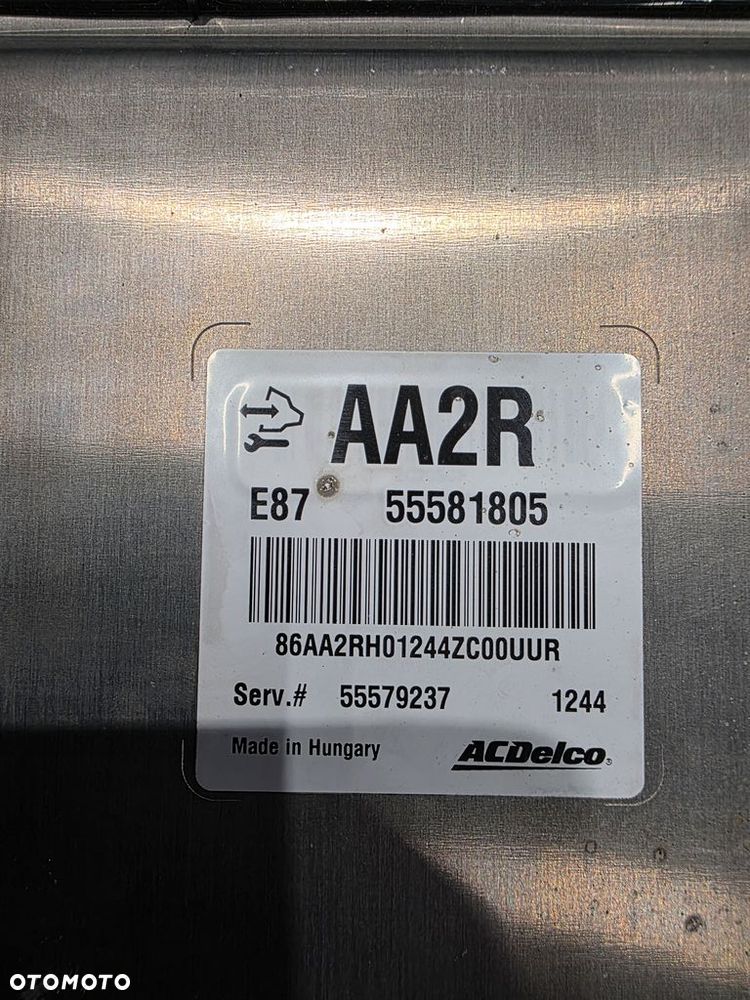 AA2R
E87 55581805
86AA2RH01244ZC00UUR
Serv.# 55579237 1244
Made in Hungary ACDelco®
OTOMOTO